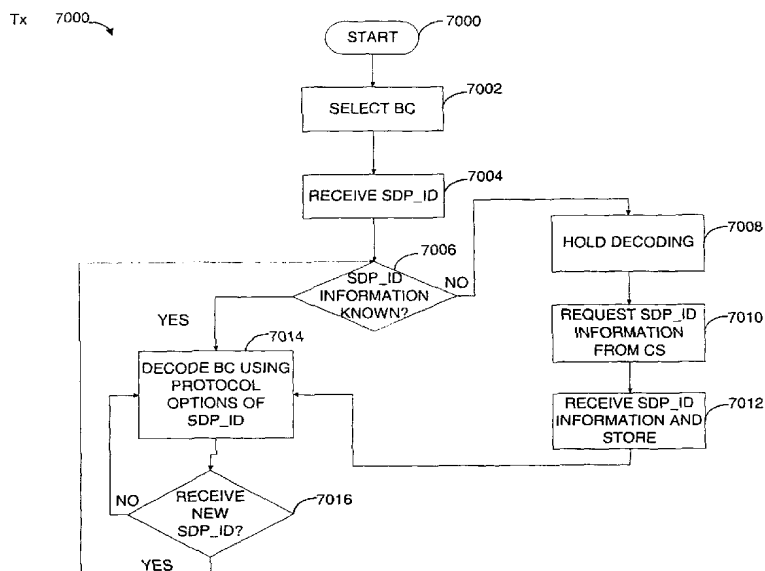 Tx 7000
START
7000
SELECT BC
7002
RECEIVE SDP_ID
7004
SDP_ID
INFORMATION
KNOWN?
7006
NO
YES
HOLD DECODING
7008
REQUEST SDP_ID
INFORMATION
FROM CS
7010
RECEIVE SDP_ID
INFORMATION AND
STORE
7012
DECODE BC USING
PROTOCOL
OPTIONS OF
SDP_ID
7014
RECEIVE
NEW
SDP_ID?
7016
NO
YES